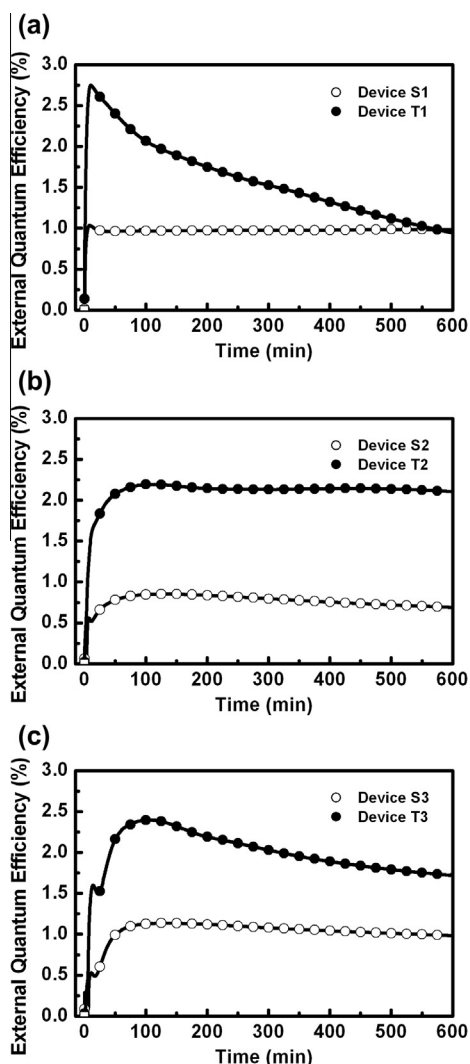 (a)
External Quantum Efficiency (%)
3.0
2.5
2.0
1.5
1.0
0.5
0.0
Device S1
Device T1
0 100 200 300 400 500 600
Time (min)
(b)
External Quantum Efficiency (%)
3.0
2.5
2.0
1.5
1.0
0.5
0.0
Device S2
Device T2
0 100 200 300 400 500 600
Time (min)
(c)
External Quantum Efficiency (%)
3.0
2.5
2.0
1.5
1.0
0.5
0.0
Device S3
Device T3
0 100 200 300 400 500 600
Time (min)